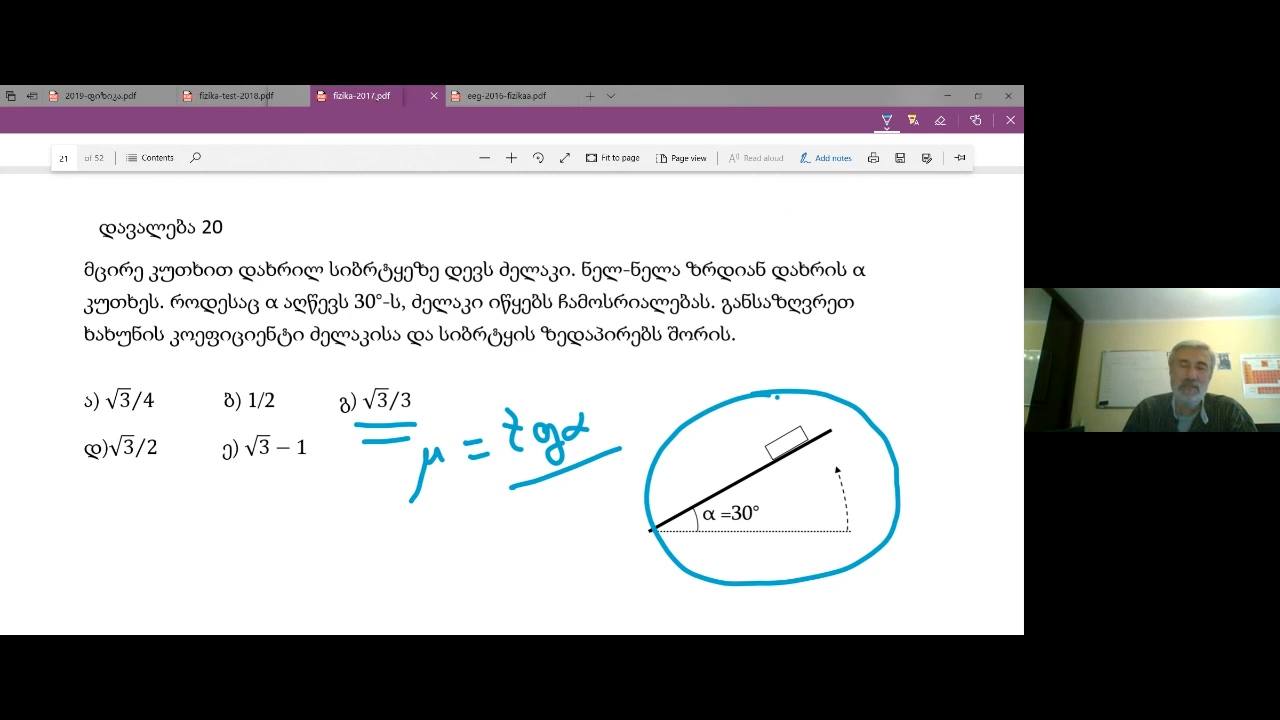 2019-ფიზიკა.pdf fizika-test-2018.pdf fizika-2017.pdf eeg-2016-fizikaa.pdf
21 of 52 Contents Fit to page Page view Read aloud Add notes
დავალება 20
მცირე კუთხით დახრილ სიბრტყეზე დევს ძელაკი. ნელ-ნელა ზრდიან დახრის α
კუთხეს. როდესაც α აღწევს 30°-ს, ძელაკი იწყებს ჩამოსრიალებას. განსაზღვრეთ
ხახუნის კოეფიციენტი ძელაკისა და სიბრტყის ზედაპირებს შორის.
ა) √3/4 ბ) 1/2 გ) √3/3
დ)√3/2 ე) √3 − 1
μ = tgα
α =30°